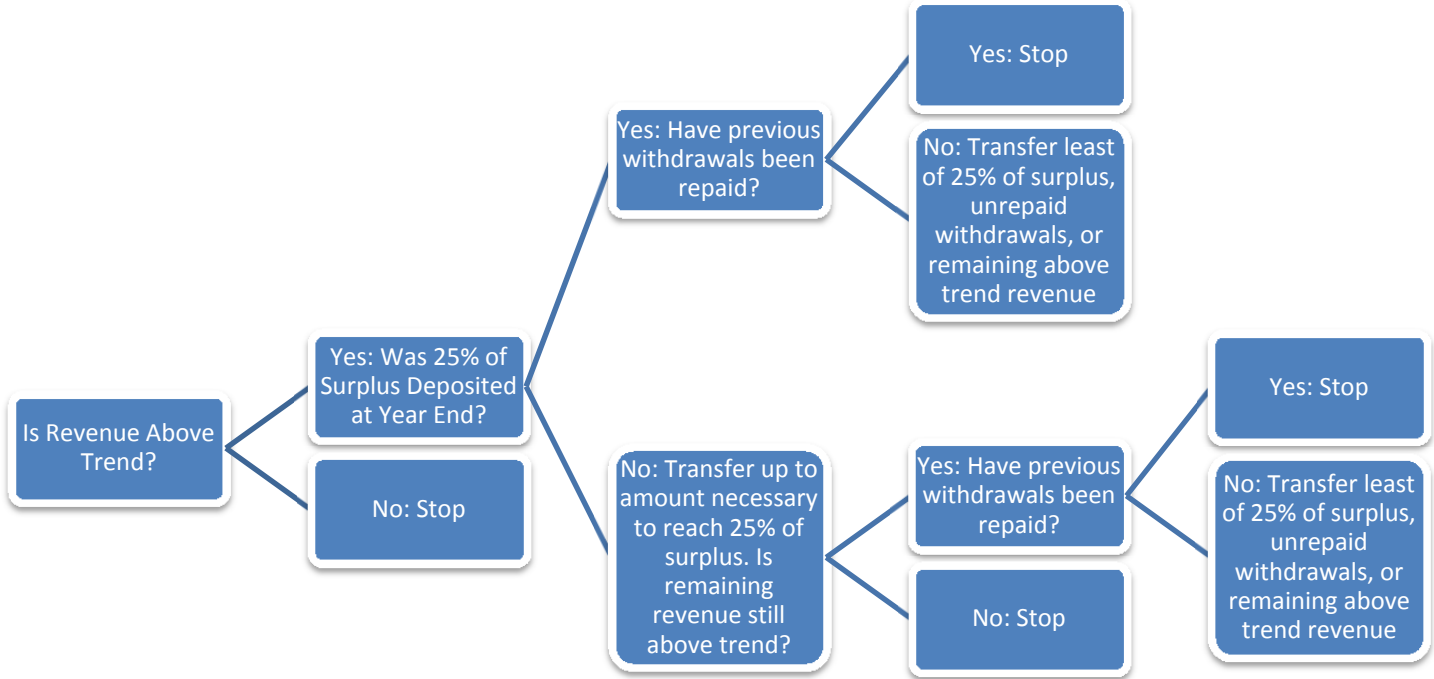 Is Revenue Above
Trend?
Yes: Was 25% of
Surplus Deposited
at Year End?
No: Stop
Yes: Have previous
withdrawals been
repaid?
Yes: Stop
No: Transfer least
of 25% of surplus,
unrepaid
withdrawals, or
remaining above
trend revenue
No: Transfer up to
amount necessary
to reach 25% of
surplus. Is
remaining
revenue still
above trend?
Yes: Have previous
withdrawals been
repaid?
Yes: Stop
No: Transfer least
of 25% of surplus,
unrepaid
withdrawals, or
remaining above
trend revenue
No: Stop